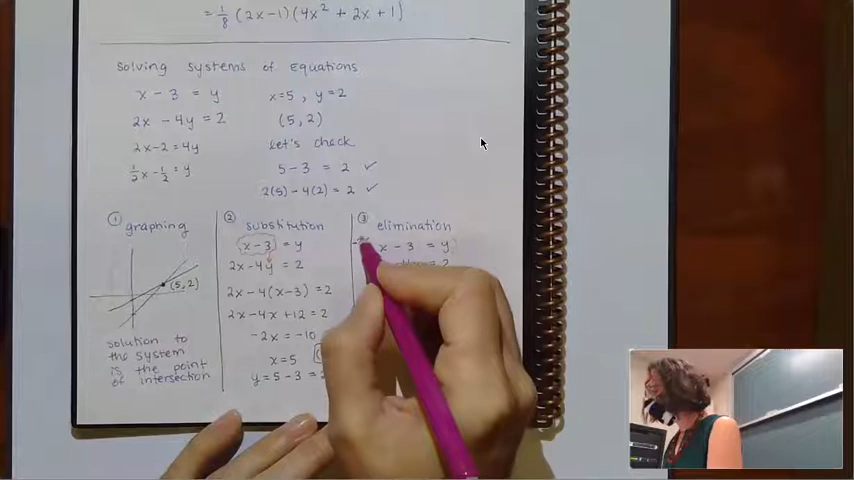 = 1/8 (2x-1)(4x² + 2x + 1)
Solving systems of Equations
x - 3 = y
2x - 4y = 2
2x-2 = 4y
1/2x - 1/2 = y
x=5, y=2
(5, 2)
let's check
5 - 3 = 2 ✓
2(5) - 4(2) = 2 ✓
① graphing
(5,2)
solution to
the system
is the point
of intersection
② substitution
x-3 = y
2x-4y = 2
2x-4(x-3) = 2
2x-4x+12 = 2
-2x = -10
x=5
y=5-3 =
③ elimination
x - 3 = y
= 2